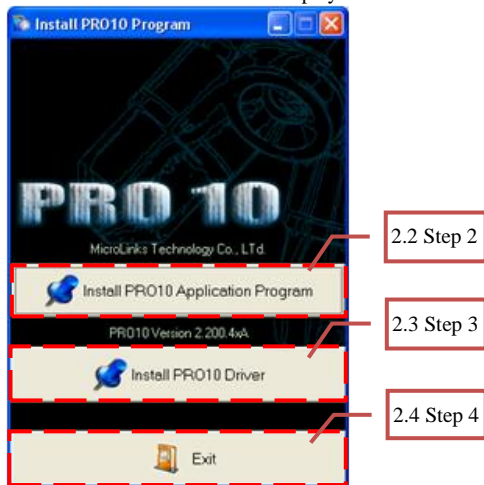 Install PRO10 Program
PRO 10
MicroLinks Technology Co., LTd.
2.2 Step 2
Install PRO10 Application Program
PRO10 Version 2.200.4xA
2.3 Step 3
Install PRO10 Driver
2.4 Step 4
Exit